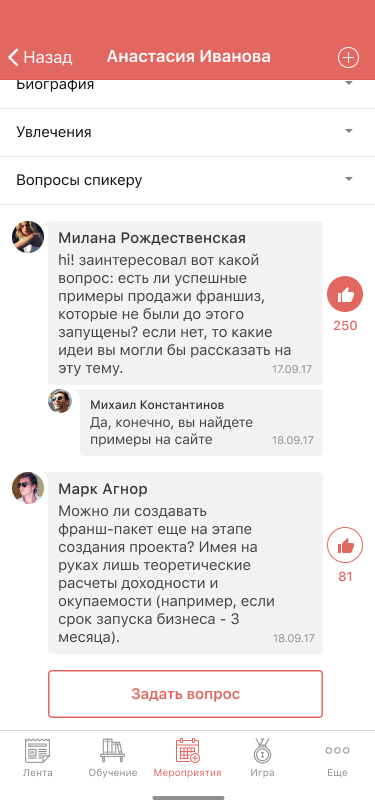 Назад
Анастасия Иванова
Биография
Увлечения
Вопросы спикеру
Милана Рождественская
hi! заинтересовал вот какой
вопрос: есть ли успешные
примеры продажи франшиз,
которые не были до этого
запущены? если нет, то какие
идеи вы могли бы рассказать на
эту тему.
17.09.17
250
Михаил Константинов
Да, конечно, вы найдете
примеры на сайте
18.09.17
Марк Агнор
Можно ли создавать
франш-пакет еще на этапе
создания проекта? Имея на
руках лишь теоретические
расчеты доходности и
окупаемости (например, если
срок запуска бизнеса - 3
месяца).
18.09.17
81
Задать вопрос
Лента
Обучение
Мероприятия
Игра
Еще